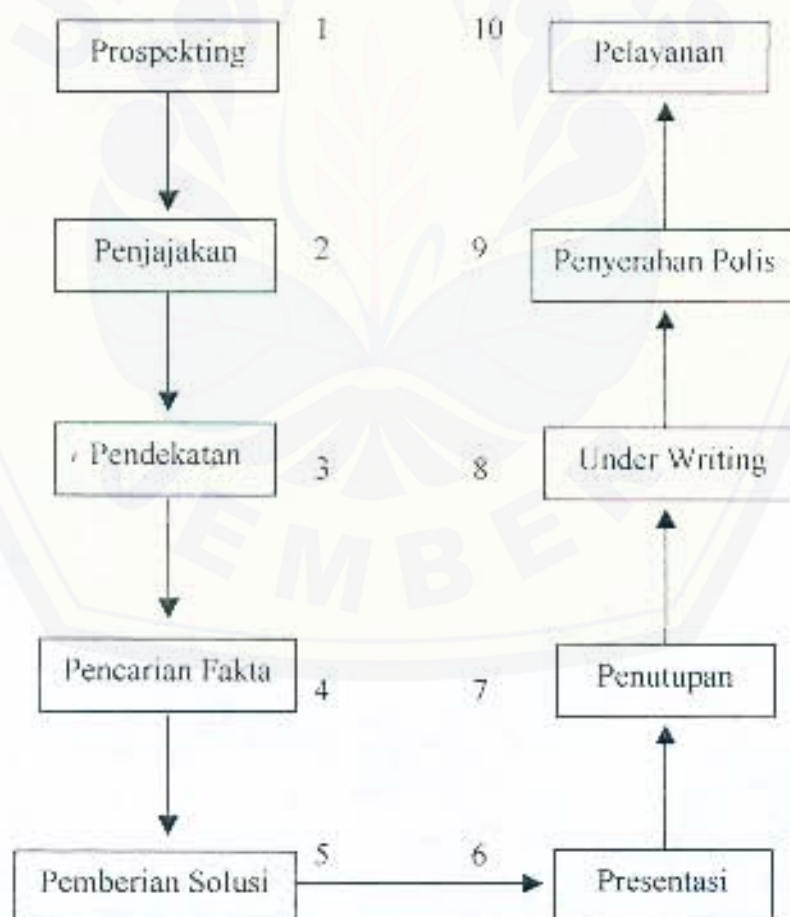 Prospekting 1 10 Pelayanan
Penjajakan 2 9 Penyerahan Polis
Pendekatan 3 8 Under Writing
JEMBER
Pencarian Fakta 4 7 Penutupan
Pemberian Solusi 5 6 Presentasi